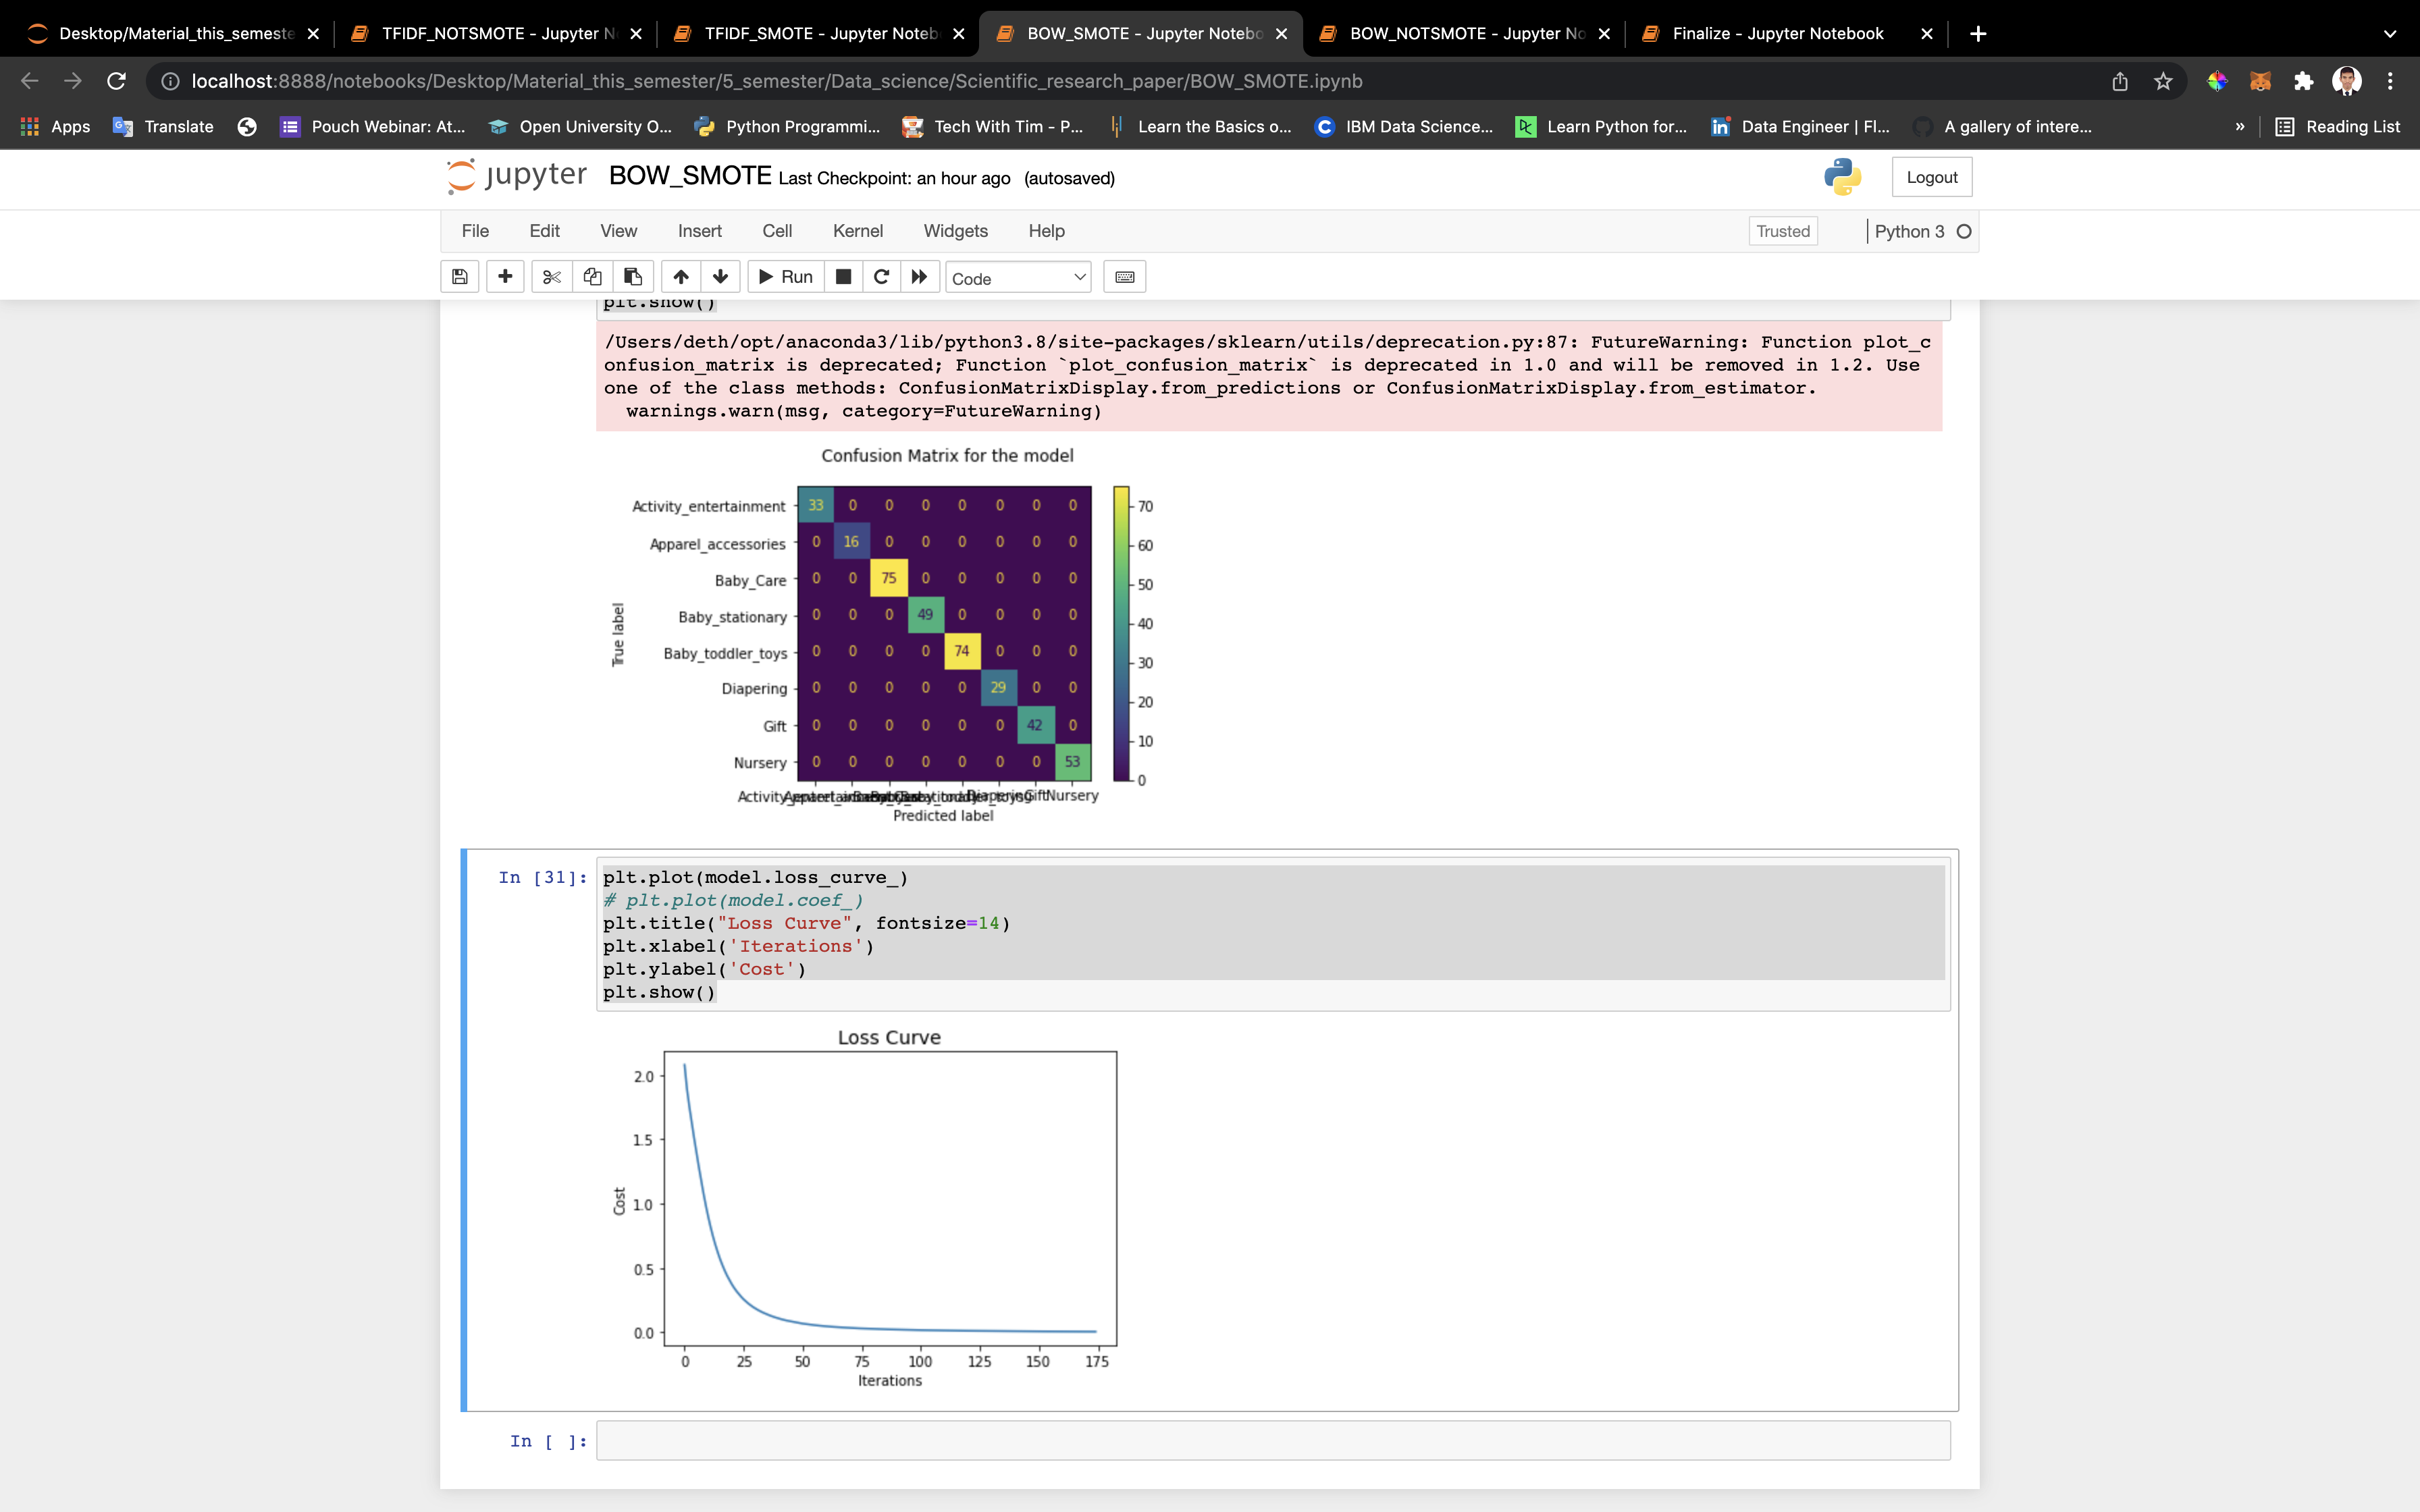 Desktop/Material_this_semeste
TFIDF_NOTSMOTE - Jupyter N
TFIDF_SMOTE - Jupyter Noteb
BOW_SMOTE - Jupyter Notebo
BOW_NOTSMOTE - Jupyter No
Finalize - Jupyter Notebook
localhost:8888/notebooks/Desktop/Material_this_semester/5_semester/Data_science/Scientific_research_paper/BOW_SMOTE.ipynb
Apps Translate Pouch Webinar: At... Open University O... Python Programmi... Tech With Tim - P... Learn the Basics o... IBM Data Science... Learn Python for... Data Engineer | Fl... A gallery of intere... » Reading List
jupyter BOW_SMOTE Last Checkpoint: an hour ago (autosaved) Logout
File Edit View Insert Cell Kernel Widgets Help Trusted Python 3
Run Code
plt.show()
/Users/deth/opt/anaconda3/lib/python3.8/site-packages/sklearn/utils/deprecation.py:87: FutureWarning: Function plot_c
onfusion_matrix is deprecated; Function `plot_confusion_matrix` is deprecated in 1.0 and will be removed in 1.2. Use
one of the class methods: ConfusionMatrixDisplay.from_predictions or ConfusionMatrixDisplay.from_estimator.
warnings.warn(msg, category=FutureWarning)
Confusion Matrix for the model
Activity_entertainment 33 0 0 0 0 0 0 0
Apparel_accessories 0 16 0 0 0 0 0 0
Baby_Care 0 0 75 0 0 0 0 0
Baby_stationary 0 0 0 49 0 0 0 0
Baby_toddler_toys 0 0 0 0 74 0 0 0
Diapering 0 0 0 0 0 29 0 0
Gift 0 0 0 0 0 0 42 0
Nursery 0 0 0 0 0 0 0 53
True label
70
60
50
40
30
20
10
0
Gift Nursery
Predicted label
In [31]:
plt.plot(model.loss_curve_)
# plt.plot(model.coef_)
plt.title("Loss Curve", fontsize=14)
plt.xlabel('Iterations')
plt.ylabel('Cost')
plt.show()
Loss Curve
2.0
1.5
1.0
0.5
0.0
Cost
0 25 50 75 100 125 150 175
Iterations
In [ ]: